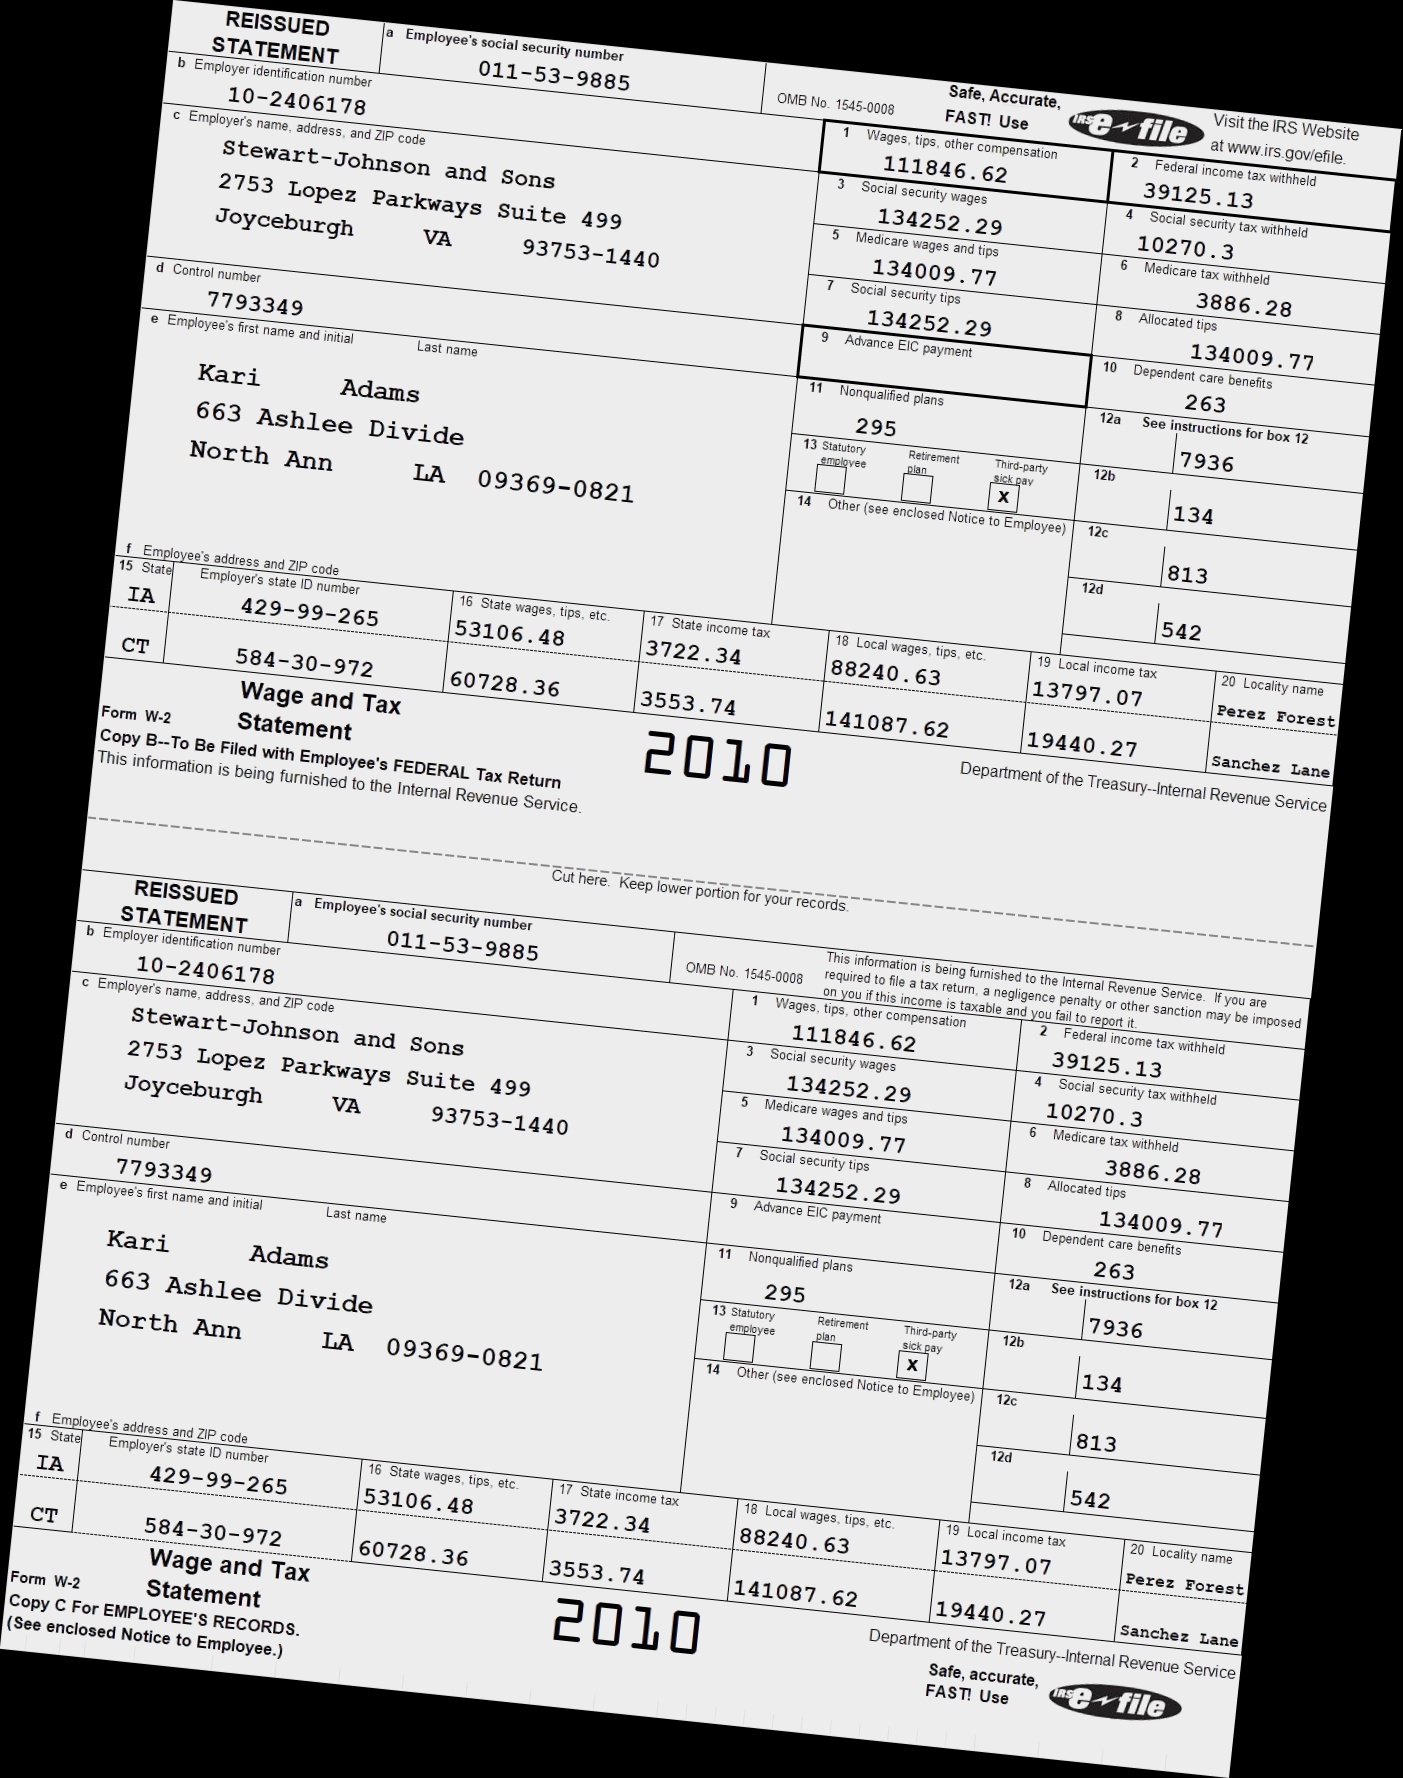 REISSUED
STATEMENT
a Employee's social security number
011-53-9885
OMB No. 1545-0008
Safe, Accurate,
FAST! Use
IRS e-file
Visit the IRS Website
at www.irs.gov/efile.
b Employer identification number
10-2406178
c Employer's name, address, and ZIP code
Stewart-Johnson and Sons
2753 Lopez Parkways Suite 499
Joyceburgh VA 93753-1440
1 Wages, tips, other compensation
111846.62
2 Federal income tax withheld
39125.13
3 Social security wages
134252.29
4 Social security tax withheld
10270.3
5 Medicare wages and tips
134009.77
6 Medicare tax withheld
3886.28
d Control number
7793349
7 Social security tips
134252.29
8 Allocated tips
134009.77
e Employee's first name and initial Last name
Kari Adams
663 Ashlee Divide
North Ann LA 09369-0821
9 Advance EIC payment
10 Dependent care benefits
263
11 Nonqualified plans
295
12a See instructions for box 12
7936
13 Statutory employee
Retirement plan
Third-party sick pay
x
12b
134
14 Other (see enclosed Notice to Employee)
12c
813
12d
542
f Employee's address and ZIP code
15 State Employer's state ID number
16 State wages, tips, etc.
17 State income tax
18 Local wages, tips, etc.
19 Local income tax
20 Locality name
IA 429-99-265 53106.48 3722.34 88240.63 13797.07 Perez Forest
CT 584-30-972 60728.36 3553.74 141087.62 19440.27 Sanchez Lane
Form W-2
Wage and Tax
Statement
2010
Copy B--To Be Filed with Employee's FEDERAL Tax Return
This information is being furnished to the Internal Revenue Service.
Department of the Treasury--Internal Revenue Service
Cut here. Keep lower portion for your records.
REISSUED
STATEMENT
a Employee's social security number
011-53-9885
OMB No. 1545-0008
This information is being furnished to the Internal Revenue Service. If you are
required to file a tax return, a negligence penalty or other sanction may be imposed
on you if this income is taxable and you fail to report it.
b Employer identification number
10-2406178
c Employer's name, address, and ZIP code
Stewart-Johnson and Sons
2753 Lopez Parkways Suite 499
Joyceburgh VA 93753-1440
1 Wages, tips, other compensation
111846.62
2 Federal income tax withheld
39125.13
3 Social security wages
134252.29
4 Social security tax withheld
10270.3
5 Medicare wages and tips
134009.77
6 Medicare tax withheld
3886.28
d Control number
7793349
7 Social security tips
134252.29
8 Allocated tips
134009.77
e Employee's first name and initial Last name
Kari Adams
663 Ashlee Divide
North Ann LA 09369-0821
9 Advance EIC payment
10 Dependent care benefits
263
11 Nonqualified plans
295
12a See instructions for box 12
7936
13 Statutory employee
Retirement plan
Third-party sick pay
x
12b
134
14 Other (see enclosed Notice to Employee)
12c
813
12d
542
f Employee's address and ZIP code
15 State Employer's state ID number
16 State wages, tips, etc.
17 State income tax
18 Local wages, tips, etc.
19 Local income tax
20 Locality name
IA 429-99-265 53106.48 3722.34 88240.63 13797.07 Perez Forest
CT 584-30-972 60728.36 3553.74 141087.62 19440.27 Sanchez Lane
Form W-2
Wage and Tax
Statement
2010
Copy C For EMPLOYEE'S RECORDS.
(See enclosed Notice to Employee.)
Department of the Treasury--Internal Revenue Service
Safe, accurate,
FAST! Use
IRS e-file